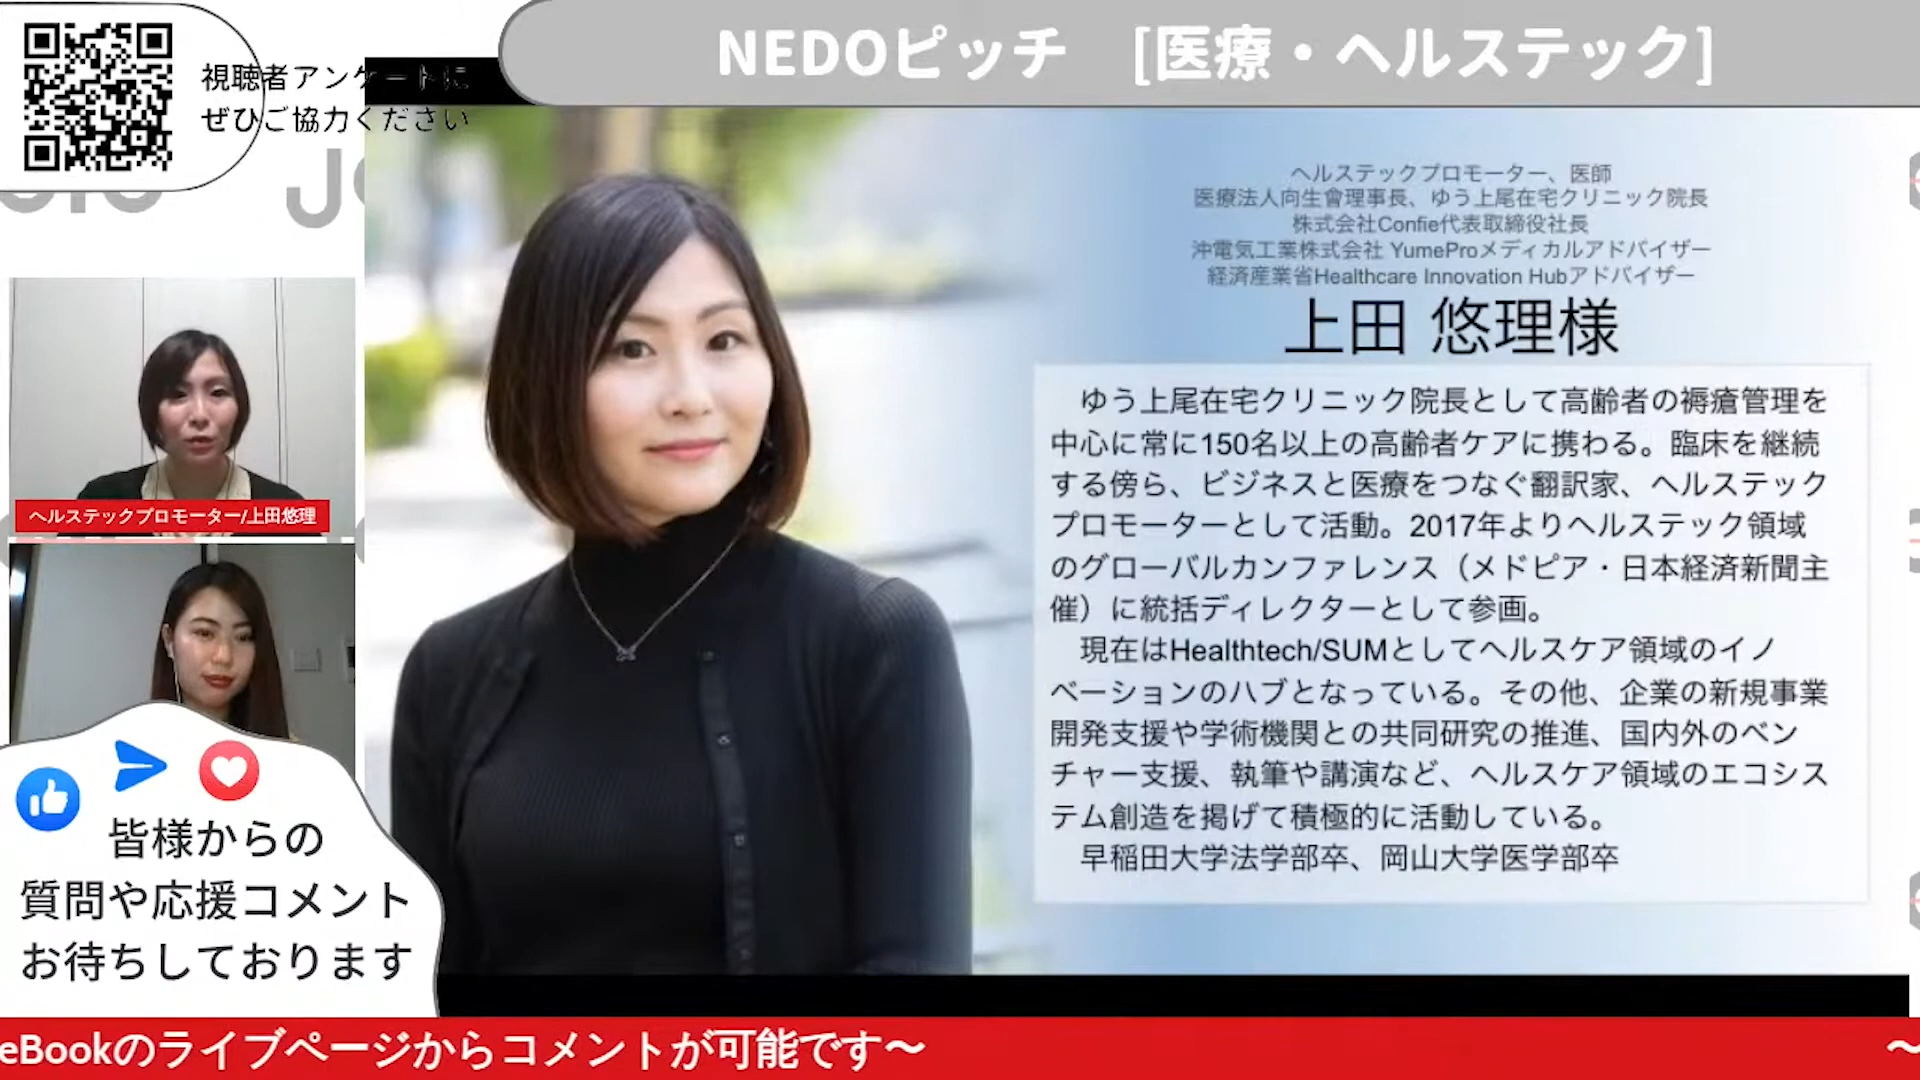 視聴者アンケートに
ぜひご協力ください
NEDOピッチ [医療・ヘルステック]
ヘルステックプロモーター、医師
医療法人向生會理事長、ゆう上尾在宅クリニック院長
株式会社Confie代表取締役社長
沖電気工業株式会社 YumeProメディカルアドバイザー
経済産業省Healthcare Innovation Hubアドバイザー
上田 悠理様
ゆう上尾在宅クリニック院長として高齢者の褥瘡管理を
中心に常に150名以上の高齢者ケアに携わる。臨床を継続
する傍ら、ビジネスと医療をつなぐ翻訳家、ヘルステック
プロモーターとして活動。2017年よりヘルステック領域
のグローバルカンファレンス（メドピア・日本経済新聞主
催）に統括ディレクターとして参画。
現在はHealthtech/SUMとしてヘルスケア領域のイノ
ベーションのハブとなっている。その他、企業の新規事業
開発支援や学術機関との共同研究の推進、国内外のベン
チャー支援、執筆や講演など、ヘルスケア領域のエコシス
テム創造を掲げて積極的に活動している。
早稲田大学法学部卒、岡山大学医学部卒
ヘルステックプロモーター/上田悠理
皆様からの
質問や応援コメント
お待ちしております
eBookのライブページからコメントが可能です〜
〜